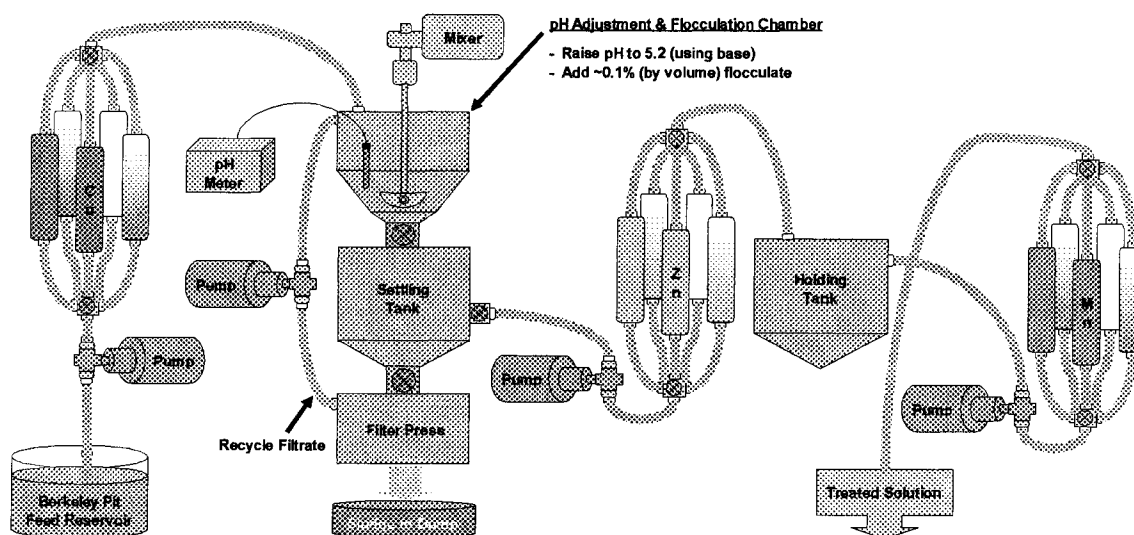 pH Adjustment & Flocculation Chamber
- Raise pH to 5.2 (using base)
- Add ~0.1% (by volume) flocculate
Mixer
pH
Meter
Cu
Pump
Settling
Tank
Zn
Holding
Tank
Mn
Pump
Pump
Pump
Filter Press
Recycle Filtrate
Berkeley Pit
Feed Reservoir
Treated Solution